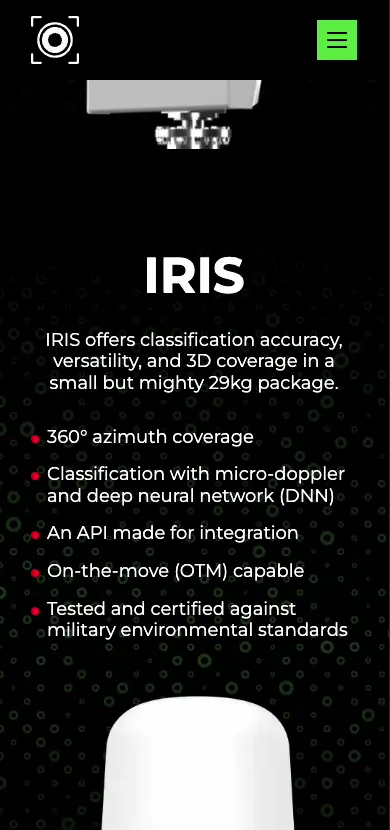 IRIS
IRIS offers classification accuracy,
versatility, and 3D coverage in a
small but mighty 29kg package.
360º azimuth coverage
Classification with micro-doppler
and deep neural network (DNN)
An API made for integration
On-the-move (OTM) capable
Tested and certified against
military environmental standards